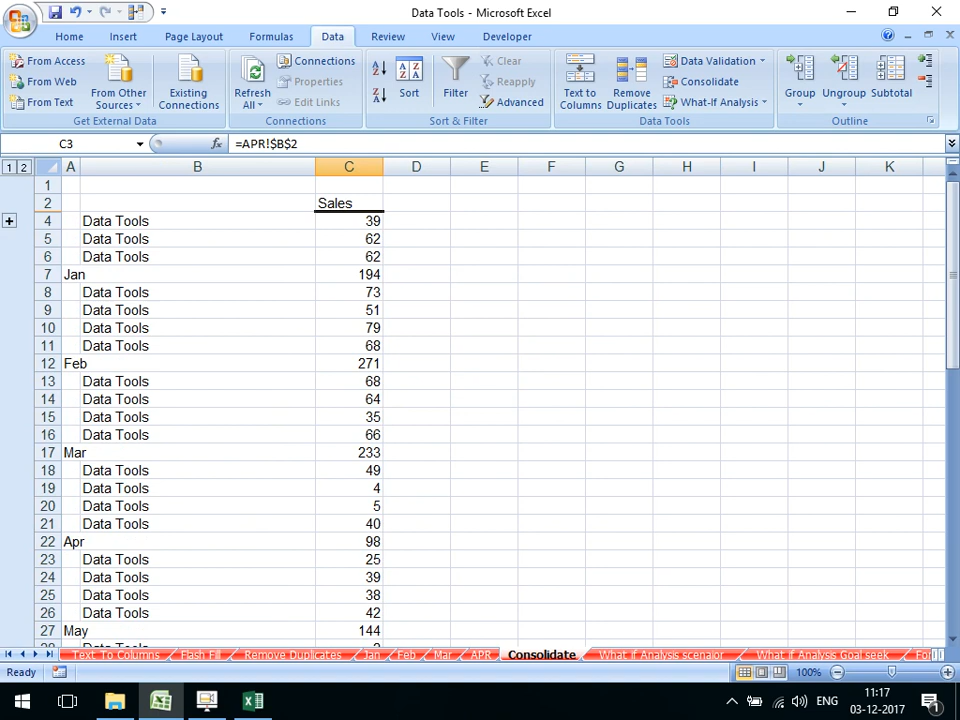 Data Tools - Microsoft Excel
Home Insert Page Layout Formulas Data Review View Developer
From Access
From Web
From Text
From Other Sources
Existing Connections
Get External Data
Refresh All
Connections
Properties
Edit Links
Connections
Sort
Filter
Clear
Reapply
Advanced
Sort & Filter
Text to Columns
Remove Duplicates
Data Validation
Consolidate
What-If Analysis
Data Tools
Group
Ungroup
Subtotal
Outline
C3 fx =APR!$B$2
1 2 A B C D E F G H I J K
1
2 Sales
4 Data Tools 39
5 Data Tools 62
6 Data Tools 62
7 Jan 194
8 Data Tools 73
9 Data Tools 51
10 Data Tools 79
11 Data Tools 68
12 Feb 271
13 Data Tools 68
14 Data Tools 64
15 Data Tools 35
16 Data Tools 66
17 Mar 233
18 Data Tools 49
19 Data Tools 4
20 Data Tools 5
21 Data Tools 40
22 Apr 98
23 Data Tools 25
24 Data Tools 39
25 Data Tools 38
26 Data Tools 42
27 May 144
Text To Columns Flash Fill Remove Duplicates Jan Feb Mar APR Consolidate What if Analysis scenaior What if Analysis Goal seek
Ready 100%
ENG 11:17
03-12-2017 1